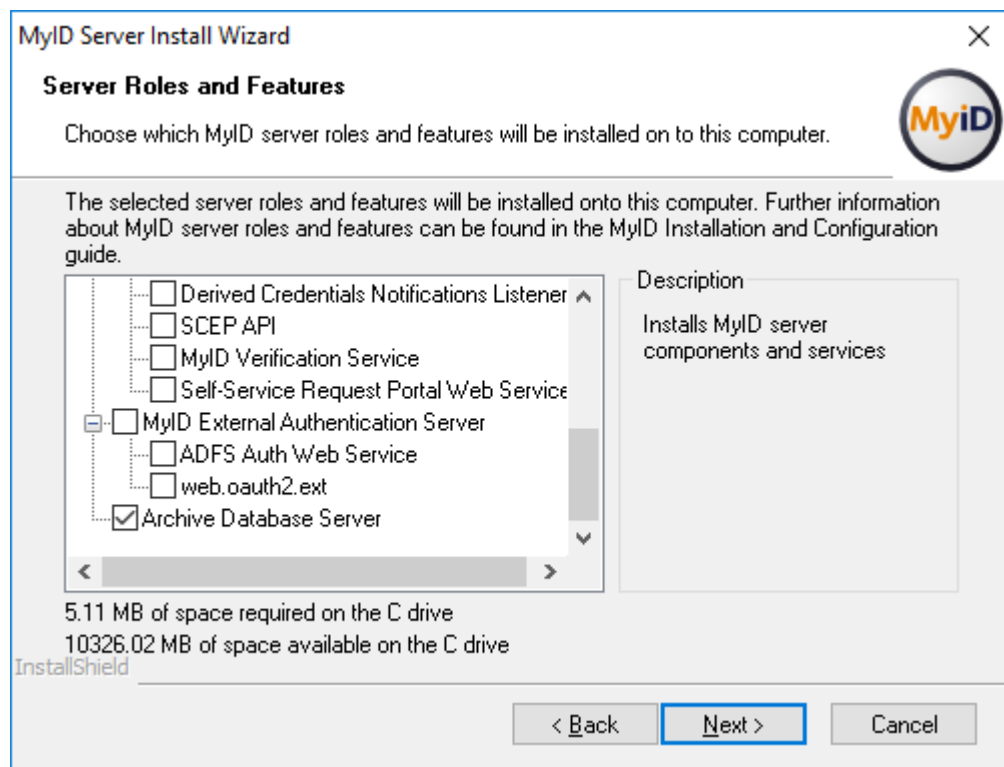 MyID Server Install Wizard
Server Roles and Features
Choose which MyID server roles and features will be installed on to this computer.
MyiD
The selected server roles and features will be installed onto this computer. Further information
about MyID server roles and features can be found in the MyID Installation and Configuration
guide.
Derived Credentials Notifications Listener
SCEP API
MyID Verification Service
Self-Service Request Portal Web Service
MyID External Authentication Server
ADFS Auth Web Service
web.oauth2.ext
Archive Database Server
Description
Installs MyID server
components and services
5.11 MB of space required on the C drive
10326.02 MB of space available on the C drive
InstallShield
< Back
Next >
Cancel